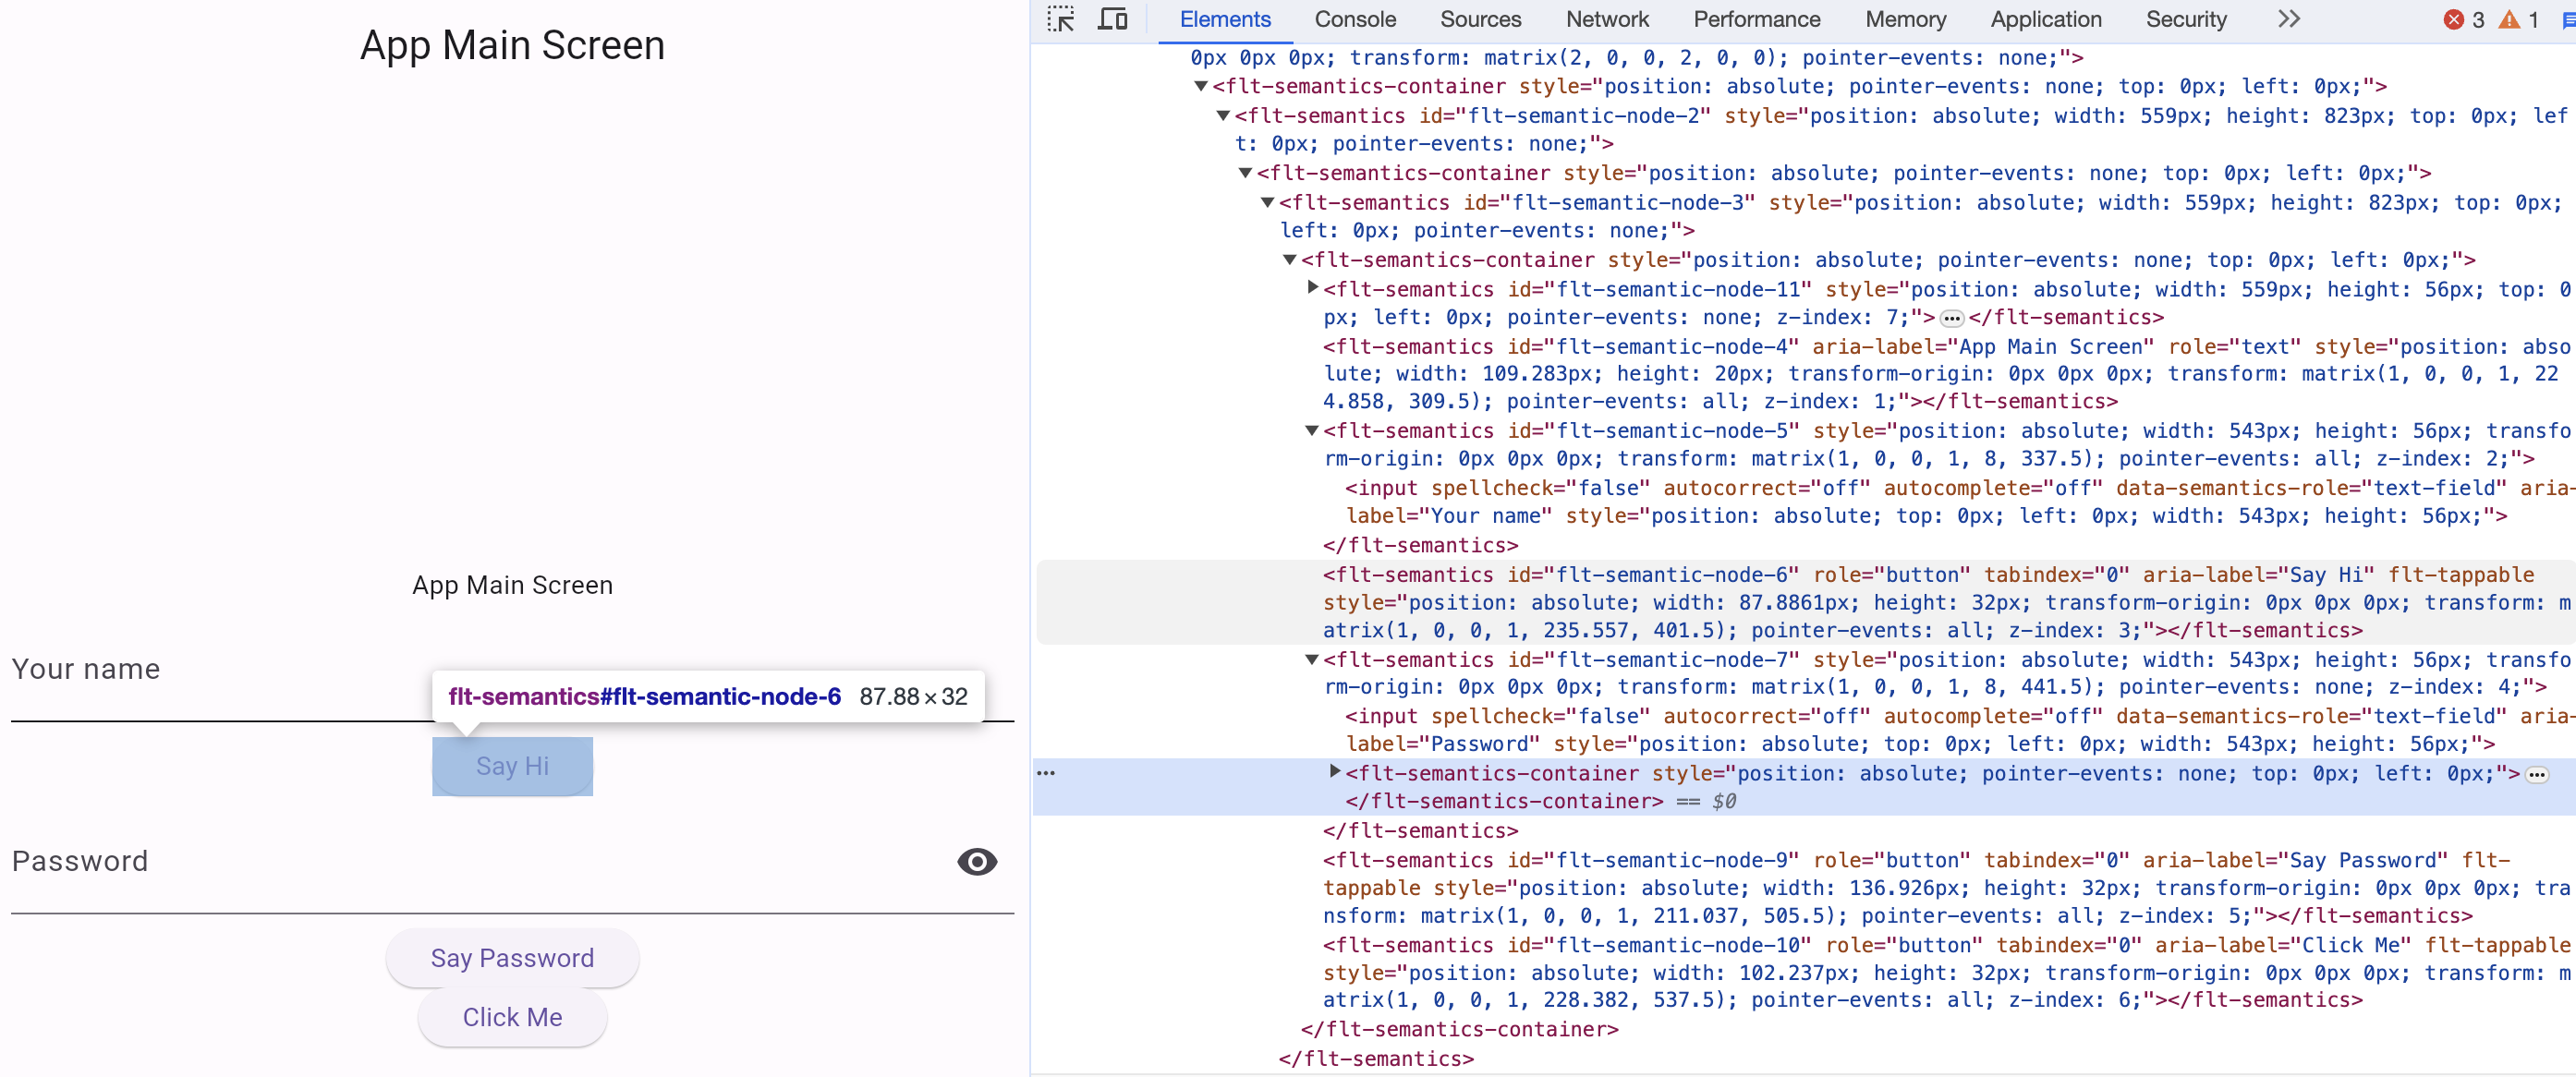 App Main Screen
App Main Screen
Your name
flt-semantics#flt-semantic-node-6 87.88×32
Say Hi
Password
Say Password
Click Me
Elements Console Sources Network Performance Memory Application Security 3 1
0px 0px 0px; transform: matrix(2, 0, 0, 2, 0, 0); pointer-events: none;">
<flt-semantics-container style="position: absolute; pointer-events: none; top: 0px; left: 0px;">
<flt-semantics id="flt-semantic-node-2" style="position: absolute; width: 559px; height: 823px; top: 0px; lef
t: 0px; pointer-events: none;">
<flt-semantics-container style="position: absolute; pointer-events: none; top: 0px; left: 0px;">
<flt-semantics id="flt-semantic-node-3" style="position: absolute; width: 559px; height: 823px; top: 0px;
left: 0px; pointer-events: none;">
<flt-semantics-container style="position: absolute; pointer-events: none; top: 0px; left: 0px;">
<flt-semantics id="flt-semantic-node-11" style="position: absolute; width: 559px; height: 56px; top: 0
px; left: 0px; pointer-events: none; z-index: 7;">…</flt-semantics>
<flt-semantics id="flt-semantic-node-4" aria-label="App Main Screen" role="text" style="position: abso
lute; width: 109.283px; height: 20px; transform-origin: 0px 0px 0px; transform: matrix(1, 0, 0, 1, 22
4.858, 309.5); pointer-events: all; z-index: 1;"></flt-semantics>
<flt-semantics id="flt-semantic-node-5" style="position: absolute; width: 543px; height: 56px; transfo
rm-origin: 0px 0px 0px; transform: matrix(1, 0, 0, 1, 8, 337.5); pointer-events: all; z-index: 2;">
<input spellcheck="false" autocorrect="off" autocomplete="off" data-semantics-role="text-field" aria-
label="Your name" style="position: absolute; top: 0px; left: 0px; width: 543px; height: 56px;">
</flt-semantics>
<flt-semantics id="flt-semantic-node-6" role="button" tabindex="0" aria-label="Say Hi" flt-tappable
style="position: absolute; width: 87.8861px; height: 32px; transform-origin: 0px 0px 0px; transform: m
atrix(1, 0, 0, 1, 235.557, 401.5); pointer-events: all; z-index: 3;"></flt-semantics>
<flt-semantics id="flt-semantic-node-7" style="position: absolute; width: 543px; height: 56px; transfo
rm-origin: 0px 0px 0px; transform: matrix(1, 0, 0, 1, 8, 441.5); pointer-events: none; z-index: 4;">
<input spellcheck="false" autocorrect="off" autocomplete="off" data-semantics-role="text-field" aria-
label="Password" style="position: absolute; top: 0px; left: 0px; width: 543px; height: 56px;">
… <flt-semantics-container style="position: absolute; pointer-events: none; top: 0px; left: 0px;">…
</flt-semantics-container> == $0
</flt-semantics>
<flt-semantics id="flt-semantic-node-9" role="button" tabindex="0" aria-label="Say Password" flt-
tappable style="position: absolute; width: 136.926px; height: 32px; transform-origin: 0px 0px 0px; tra
nsform: matrix(1, 0, 0, 1, 211.037, 505.5); pointer-events: all; z-index: 5;"></flt-semantics>
<flt-semantics id="flt-semantic-node-10" role="button" tabindex="0" aria-label="Click Me" flt-tappable
style="position: absolute; width: 102.237px; height: 32px; transform-origin: 0px 0px 0px; transform: m
atrix(1, 0, 0, 1, 228.382, 537.5); pointer-events: all; z-index: 6;"></flt-semantics>
</flt-semantics-container>
</flt-semantics>